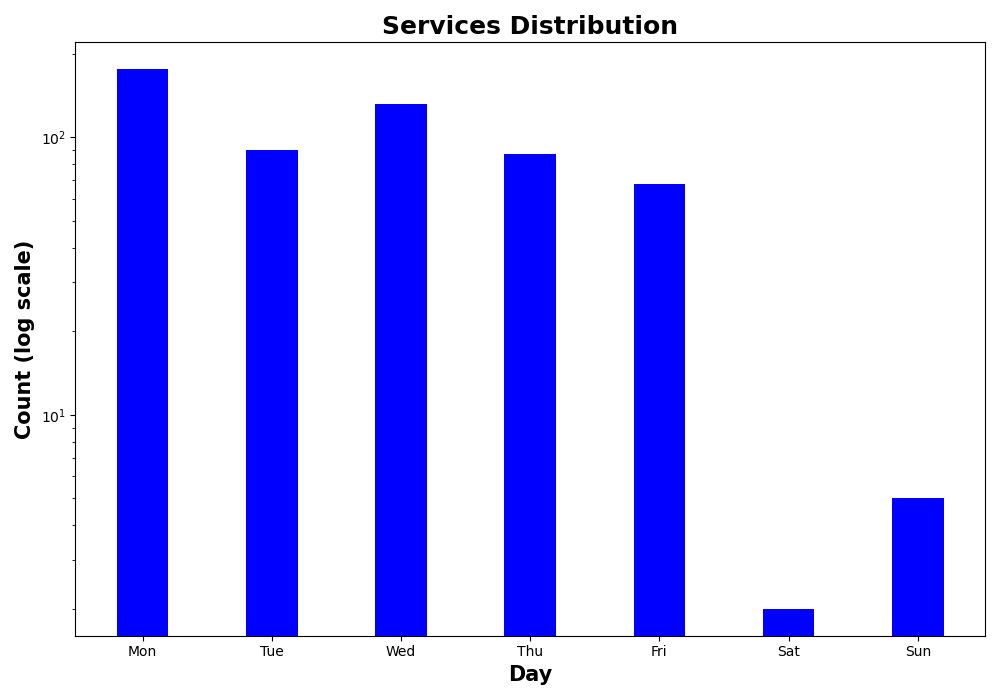 Services Distribution
Count (log scale)
10²
10¹
Mon Tue Wed Thu Fri Sat Sun
Day